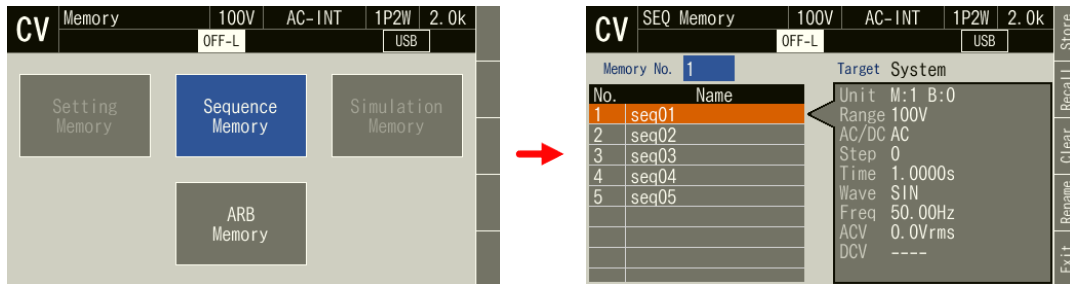 CV Memory 100V AC-INT 1P2W 2.0k
OFF-L USB
Setting
Memory
Sequence
Memory
Simulation
Memory
ARB
Memory
CV SEQ Memory 100V AC-INT 1P2W 2.0k
OFF-L USB
Memory No. 1
No. Name
1 seq01
2 seq02
3 seq03
4 seq04
5 seq05
Target System
Unit M:1 B:0
Range 100V
AC/DC AC
Step 0
Time 1.0000s
Wave SIN
Freq 50.00Hz
ACV 0.0Vrms
DCV ----
Store
Recall
Clear
Rename
Exit